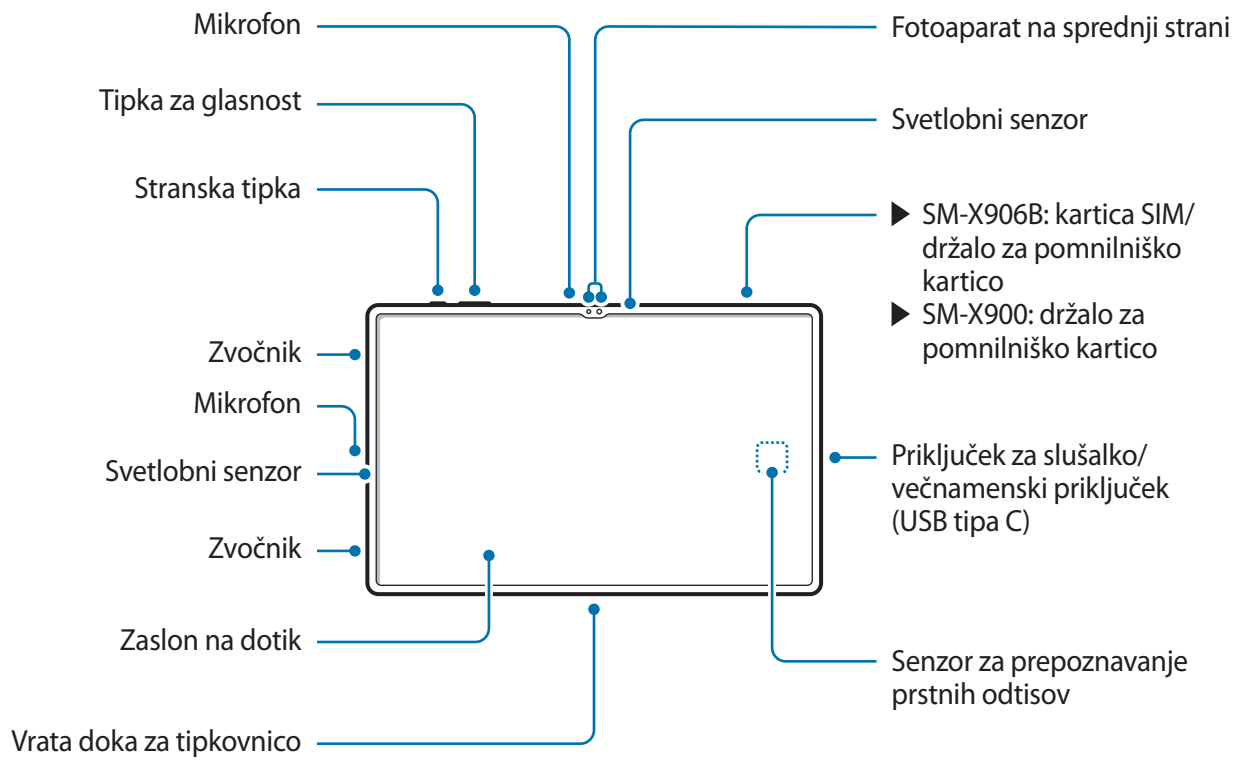 Mikrofon
Tipka za glasnost
Stranska tipka
Zvočnik
Mikrofon
Svetlobni senzor
Zvočnik
Zaslon na dotik
Vrata doka za tipkovnico
Fotoaparat na sprednji strani
Svetlobni senzor
▶ SM-X906B: kartica SIM/
držalo za pomnilniško
kartico
▶ SM-X900: držalo za
pomnilniško kartico
Priključek za slušalko/
večnamenski priključek
(USB tipa C)
Senzor za prepoznavanje
prstnih odtisov